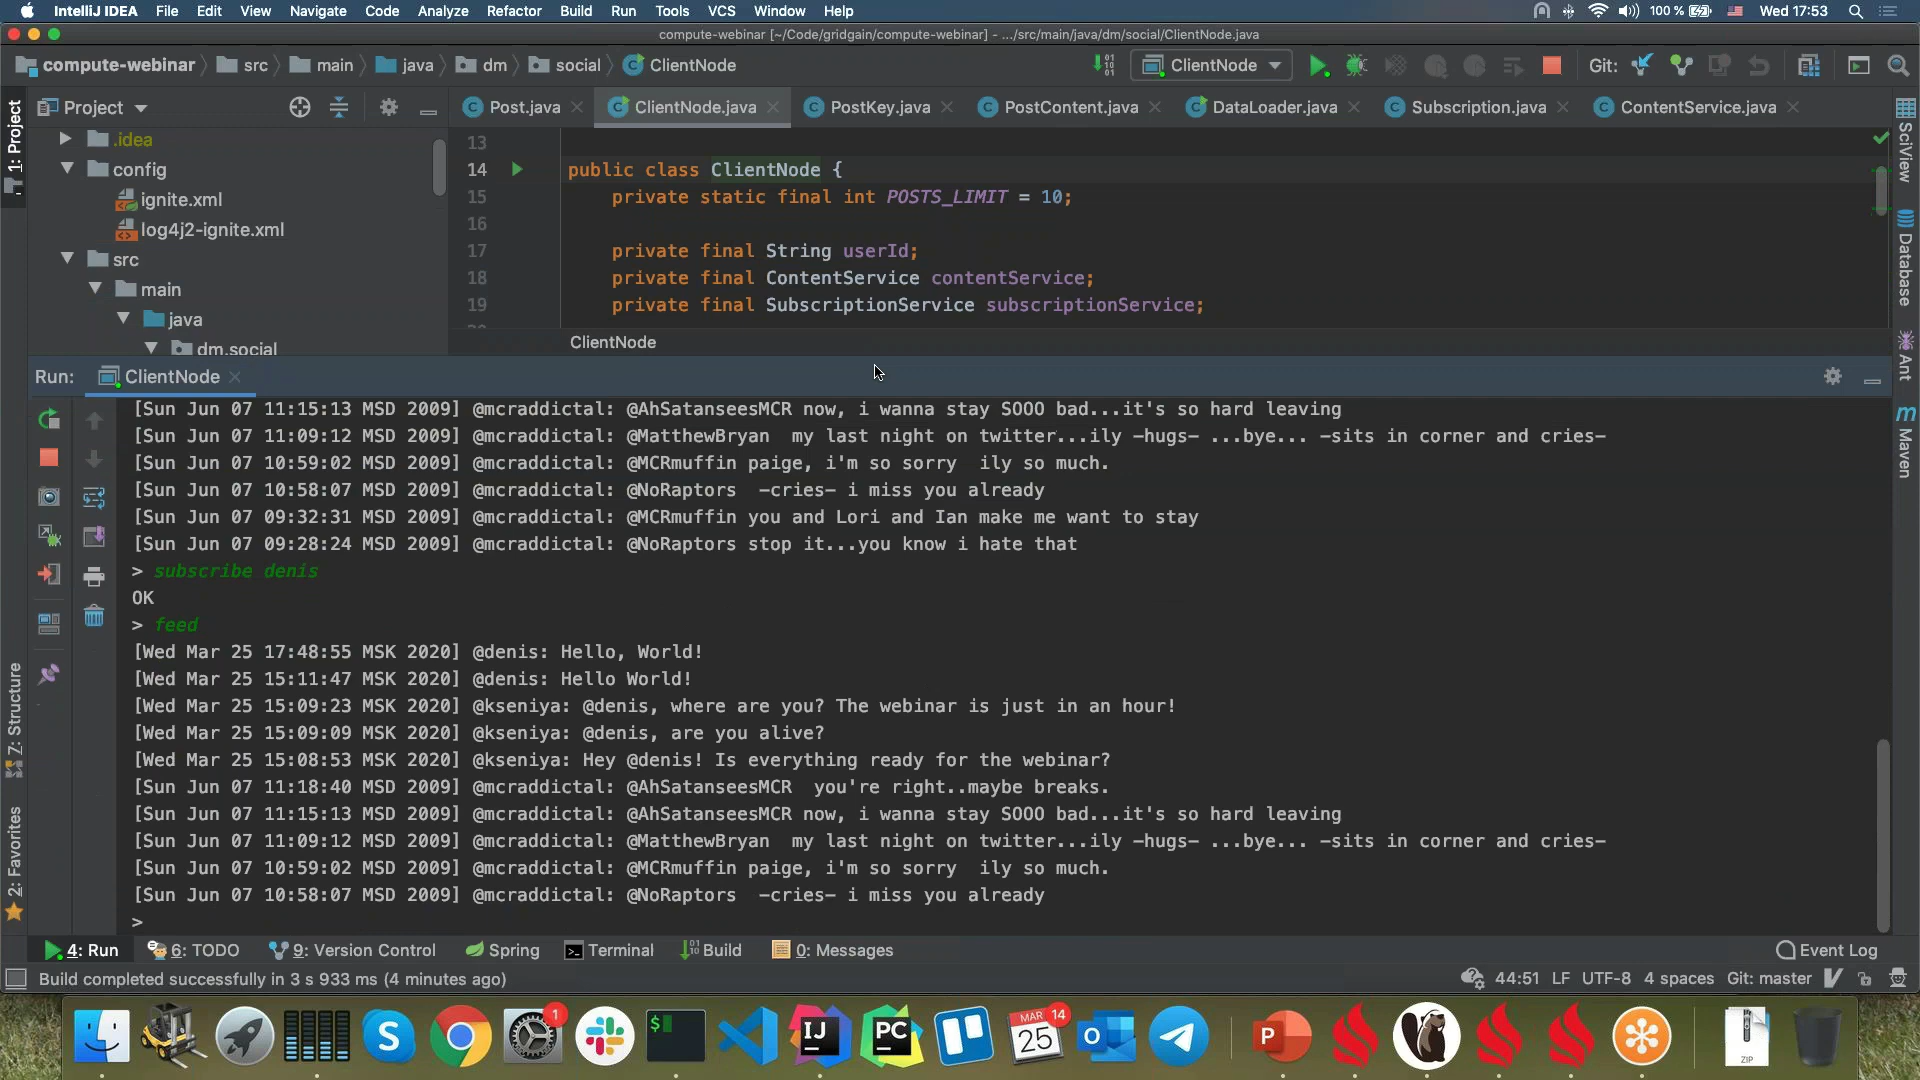 IntelliJ IDEA File Edit View Navigate Code Analyze Refactor Build Run Tools VCS Window Help 100 % Wed 17:53
compute-webinar [~/Code/gridgain/compute-webinar] - .../src/main/java/dm/social/ClientNode.java
compute-webinar src main java dm social ClientNode ClientNode Git:
1: Project
Project
Post.java ClientNode.java PostKey.java PostContent.java DataLoader.java Subscription.java ContentService.java
.idea
config
ignite.xml
log4j2-ignite.xml
src
main
java
dm.social
13
14 public class ClientNode {
15 private static final int POSTS_LIMIT = 10;
16
17 private final String userId;
18 private final ContentService contentService;
19 private final SubscriptionService subscriptionService;
ClientNode
SciView
Database
Ant
Maven
Run: ClientNode
[Sun Jun 07 11:15:13 MSD 2009] @mcraddictal: @AhSatanseesMCR now, i wanna stay SOOO bad...it's so hard leaving
[Sun Jun 07 11:09:12 MSD 2009] @mcraddictal: @MatthewBryan  my last night on twitter...ily -hugs- ...bye... -sits in corner and cries-
[Sun Jun 07 10:59:02 MSD 2009] @mcraddictal: @MCRmuffin paige, i'm so sorry  ily so much.
[Sun Jun 07 10:58:07 MSD 2009] @mcraddictal: @NoRaptors  -cries- i miss you already
[Sun Jun 07 09:32:31 MSD 2009] @mcraddictal: @MCRmuffin you and Lori and Ian make me want to stay
[Sun Jun 07 09:28:24 MSD 2009] @mcraddictal: @NoRaptors stop it...you know i hate that
> subscribe denis
OK
> feed
[Wed Mar 25 17:48:55 MSK 2020] @denis: Hello, World!
[Wed Mar 25 15:11:47 MSK 2020] @denis: Hello World!
[Wed Mar 25 15:09:23 MSK 2020] @kseniya: @denis, where are you? The webinar is just in an hour!
[Wed Mar 25 15:09:09 MSK 2020] @kseniya: @denis, are you alive?
[Wed Mar 25 15:08:53 MSK 2020] @kseniya: Hey @denis! Is everything ready for the webinar?
[Sun Jun 07 11:18:40 MSD 2009] @mcraddictal: @AhSatanseesMCR  you're right..maybe breaks.
[Sun Jun 07 11:15:13 MSD 2009] @mcraddictal: @AhSatanseesMCR now, i wanna stay SOOO bad...it's so hard leaving
[Sun Jun 07 11:09:12 MSD 2009] @mcraddictal: @MatthewBryan  my last night on twitter...ily -hugs- ...bye... -sits in corner and cries-
[Sun Jun 07 10:59:02 MSD 2009] @mcraddictal: @MCRmuffin paige, i'm so sorry  ily so much.
[Sun Jun 07 10:58:07 MSD 2009] @mcraddictal: @NoRaptors  -cries- i miss you already
>
7: Structure
2: Favorites
4: Run 6: TODO 9: Version Control Spring Terminal Build 0: Messages Event Log
Build completed successfully in 3 s 933 ms (4 minutes ago) 44:51 LF UTF-8 4 spaces Git: master
S 1 $ IJ PC MAR 14 25 O P ZIP